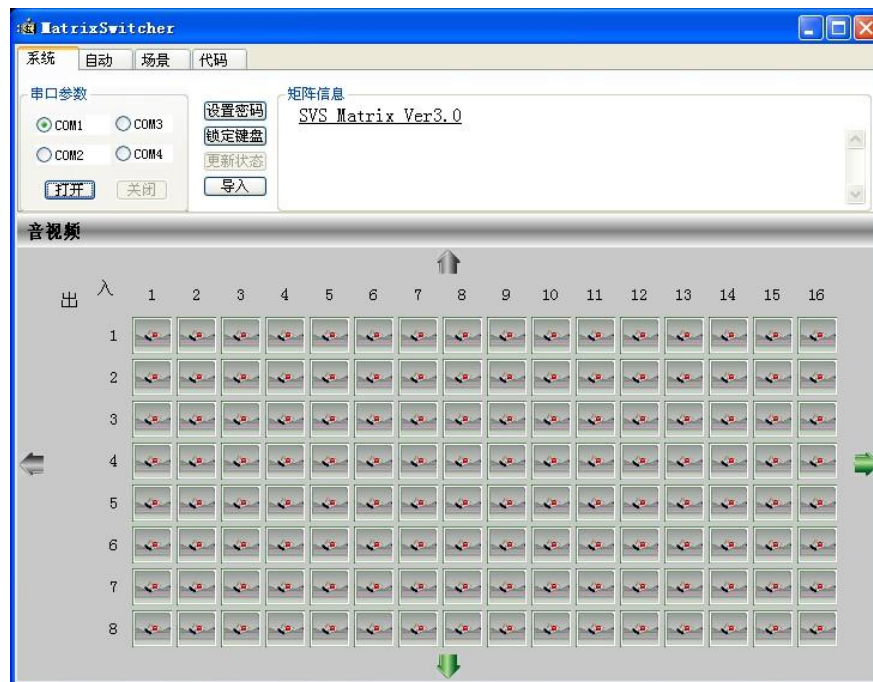 MatrixSwitcher
系统 自动 场景 代码
串口参数
COM1 COM3
COM2 COM4
打开 关闭
设置密码
锁定键盘
更新状态
导入
矩阵信息
SVS Matrix Ver3.0
音视频
出 入 1 2 3 4 5 6 7 8 9 10 11 12 13 14 15 16
1
2
3
4
5
6
7
8